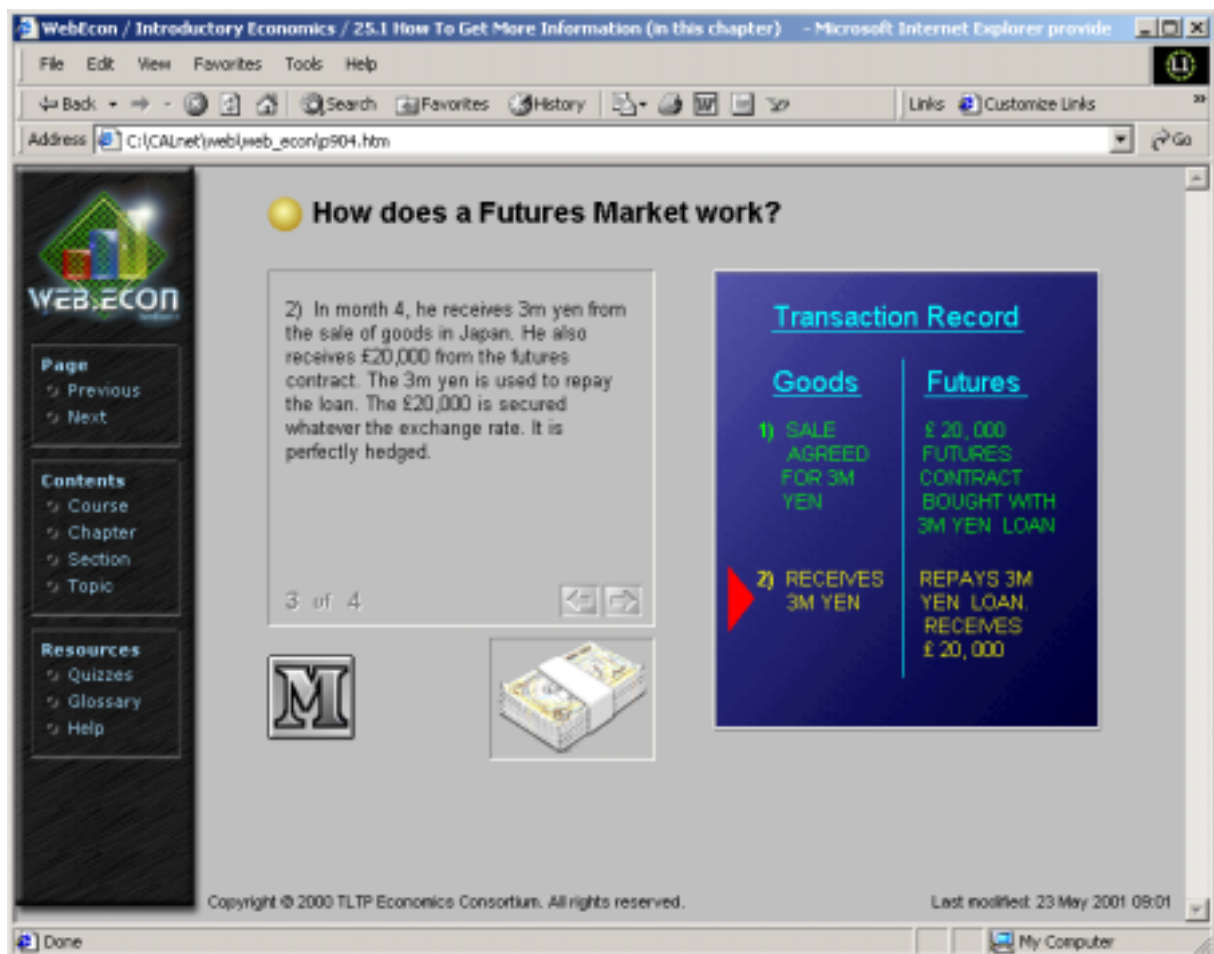 WebEcon / Introductory Economics / 25.1 How To Get More Information (in this chapter) - Microsoft Internet Explorer provide
File Edit View Favorites Tools Help
Back Search Favorites History Links Customize Links
Address C:\CALnet\web\web_econ\p904.htm Go
How does a Futures Market work?
WEB.ECON
Page
Previous
Next
Contents
Course
Chapter
Section
Topic
Resources
Quizzes
Glossary
Help
2) In month 4, he receives 3m yen from
the sale of goods in Japan. He also
receives £20,000 from the futures
contract. The 3m yen is used to repay
the loan. The £20,000 is secured
whatever the exchange rate. It is
perfectly hedged.
3 of 4
M
Transaction Record
Goods Futures
1) SALE £ 20, 000
AGREED FUTURES
FOR 3M CONTRACT
YEN BOUGHT WITH
3M YEN LOAN
2) RECEIVES REPAYS 3M
3M YEN YEN LOAN.
RECEIVES
£ 20, 000
Copyright © 2000 TLTP Economics Consortium. All rights reserved. Last modified: 23 May 2001 09:01
Done My Computer